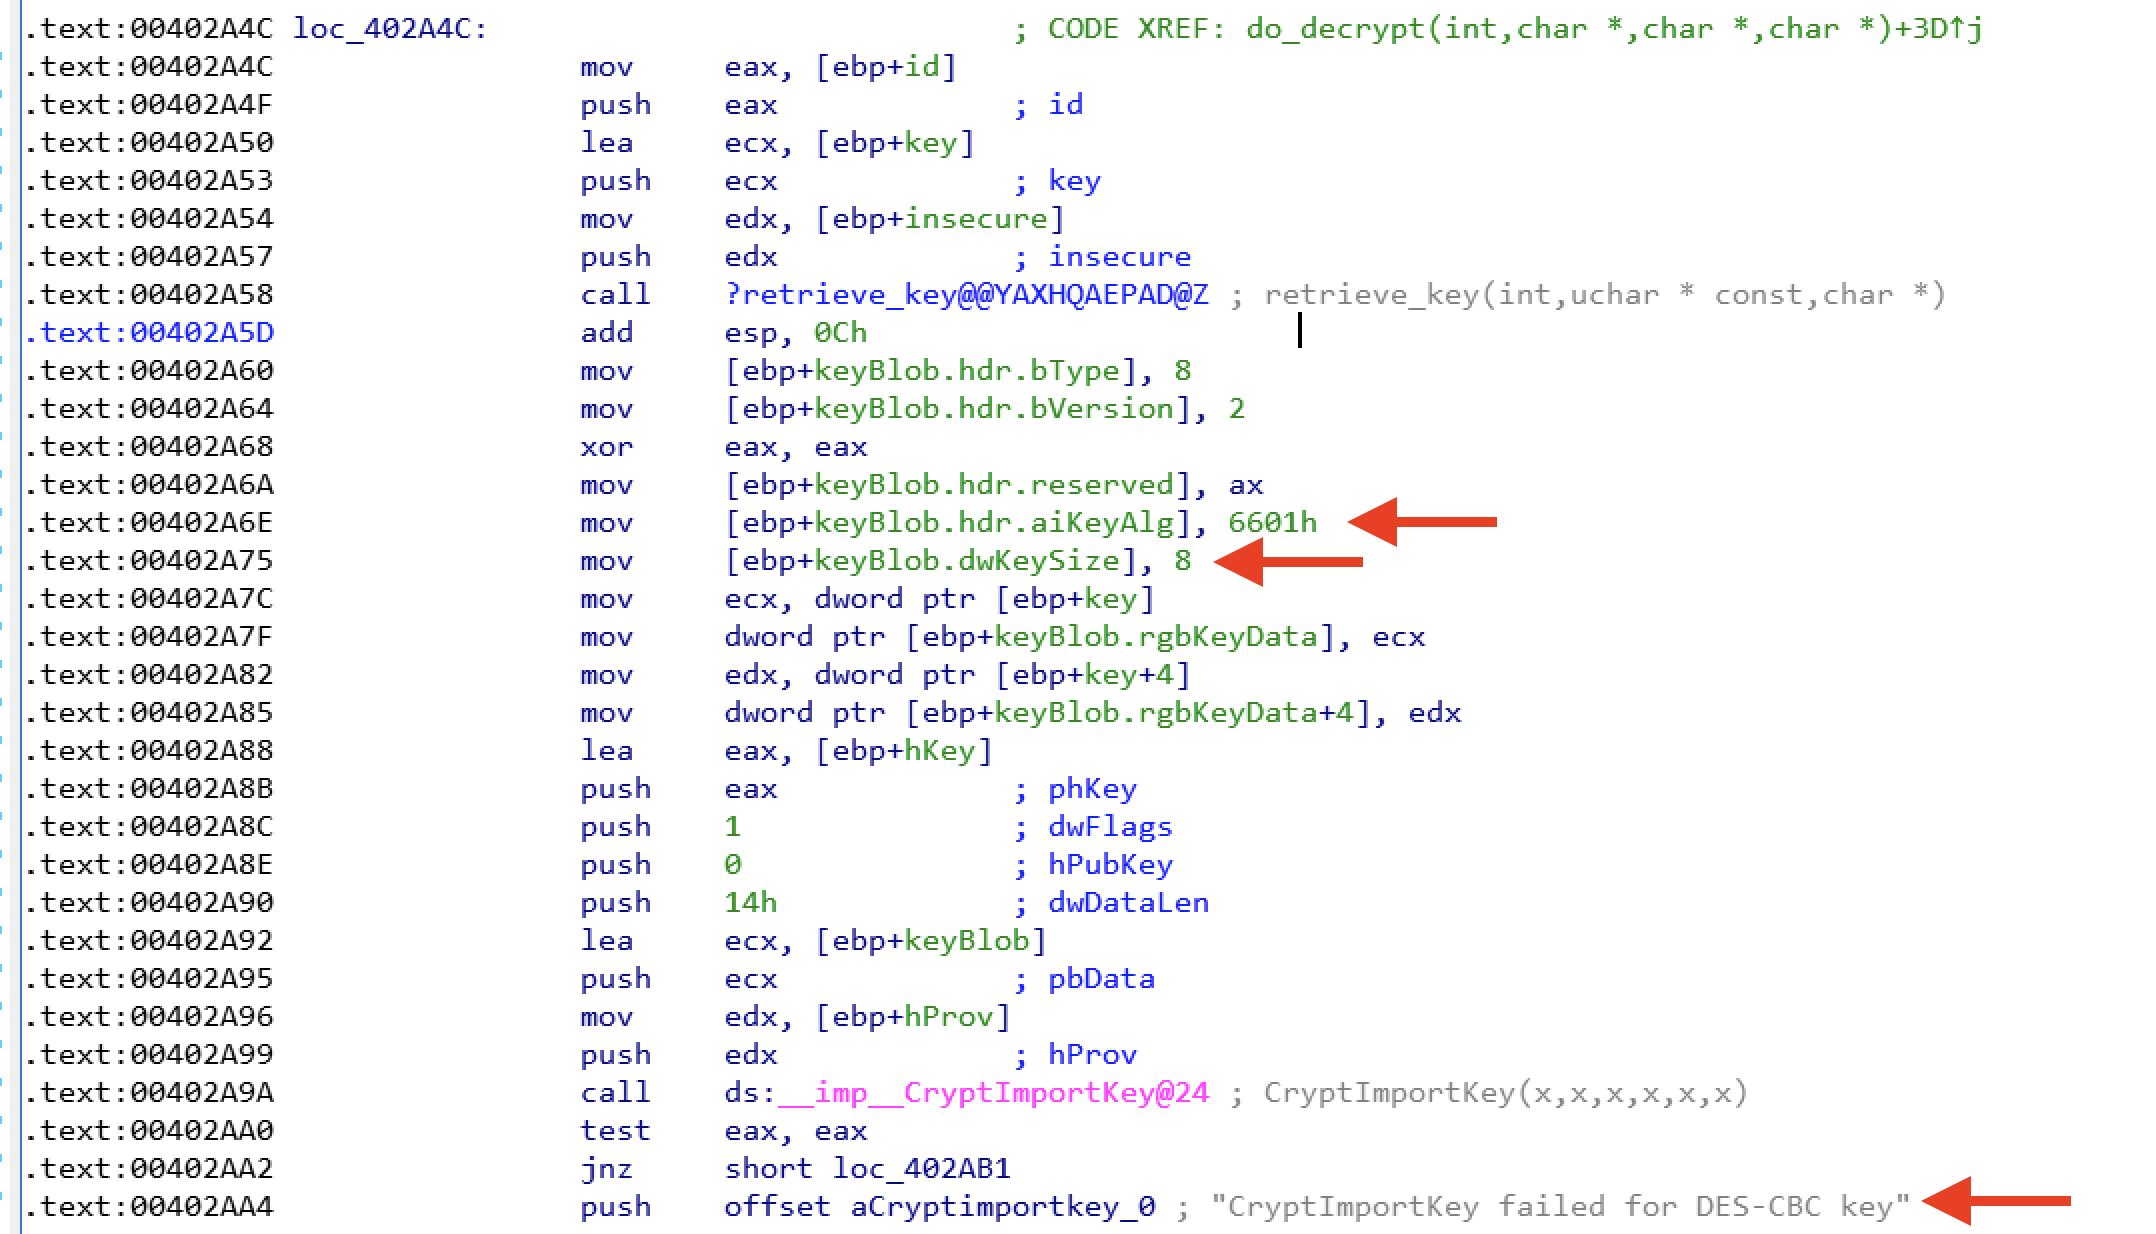 .text:00402A4C loc_402A4C: ; CODE XREF: do_decrypt(int,char *,char *,char *)+3D↑j
.text:00402A4C mov eax, [ebp+id]
.text:00402A4F push eax ; id
.text:00402A50 lea ecx, [ebp+key]
.text:00402A53 push ecx ; key
.text:00402A54 mov edx, [ebp+insecure]
.text:00402A57 push edx ; insecure
.text:00402A58 call ?retrieve_key@@YAXHQAEPAD@Z ; retrieve_key(int,uchar * const,char *)
.text:00402A5D add esp, 0Ch
.text:00402A60 mov [ebp+keyBlob.hdr.bType], 8
.text:00402A64 mov [ebp+keyBlob.hdr.bVersion], 2
.text:00402A68 xor eax, eax
.text:00402A6A mov [ebp+keyBlob.hdr.reserved], ax
.text:00402A6E mov [ebp+keyBlob.hdr.aiKeyAlg], 6601h
.text:00402A75 mov [ebp+keyBlob.dwKeySize], 8
.text:00402A7C mov ecx, dword ptr [ebp+key]
.text:00402A7F mov dword ptr [ebp+keyBlob.rgbKeyData], ecx
.text:00402A82 mov edx, dword ptr [ebp+key+4]
.text:00402A85 mov dword ptr [ebp+keyBlob.rgbKeyData+4], edx
.text:00402A88 lea eax, [ebp+hKey]
.text:00402A8B push eax ; phKey
.text:00402A8C push 1 ; dwFlags
.text:00402A8E push 0 ; hPubKey
.text:00402A90 push 14h ; dwDataLen
.text:00402A92 lea ecx, [ebp+keyBlob]
.text:00402A95 push ecx ; pbData
.text:00402A96 mov edx, [ebp+hProv]
.text:00402A99 push edx ; hProv
.text:00402A9A call ds:__imp__CryptImportKey@24 ; CryptImportKey(x,x,x,x,x,x)
.text:00402AA0 test eax, eax
.text:00402AA2 jnz short loc_402AB1
.text:00402AA4 push offset aCryptimportkey_0 ; "CryptImportKey failed for DES-CBC key"